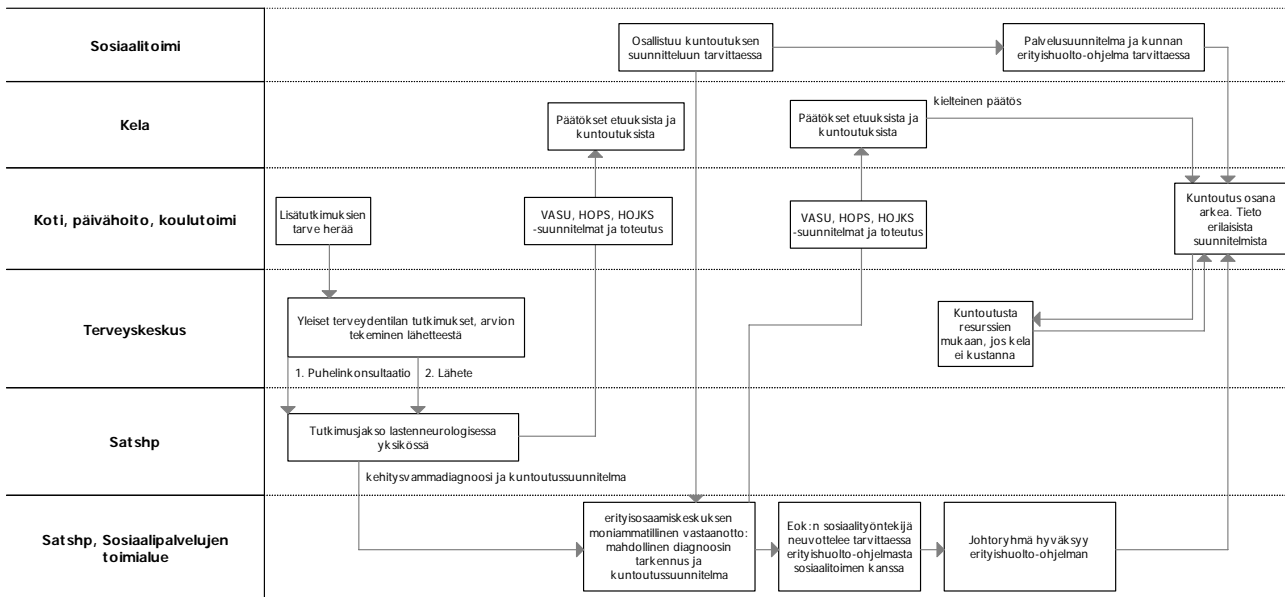 Sosiaalitoimi
Osallistuu kuntoutuksen
suunnitteluun tarvittaessa
Palvelusuunnitelma ja kunnan
erityishuolto-ohjelma tarvittaessa
Kela
Päätökset etuuksista ja
kuntoutuksista
Päätökset etuuksista ja
kuntoutuksista
kielteinen päätös
Koti, päivähoito, koulutoimi
Lisätutkimuksien
tarve herää
VASU, HOPS, HOJKS
-suunnitelmat ja toteutus
VASU, HOPS, HOJKS
-suunnitelmat ja toteutus
Kuntoutus osana
arkea. Tieto
erilaisista
suunnitelmista
Terveyskeskus
Yleiset terveydentilan tutkimukset, arvion
tekeminen lähetteestä
Kuntoutusta
resurssien
mukaan, jos kela
ei kustanna
1. Puhelinkonsultaatio
2. Lähete
Satshp
Tutkimusjakso lastenneurologisessa
yksikössä
kehitysvammadiagnoosi ja kuntoutussuunnitelma
Satshp, Sosiaalipalvelujen
toimialue
erityisosaamiskeskuksen
moniammatillinen vastaanotto:
mahdollinen diagnoosin
tarkennus ja
kuntoutussuunnitelma
Eok:n sosiaalityöntekijä
neuvottelee tarvittaessa
erityishuolto-ohjelmasta
sosiaalitoimen kanssa
Johtoryhmä hyväksyy
erityishuolto-ohjelman